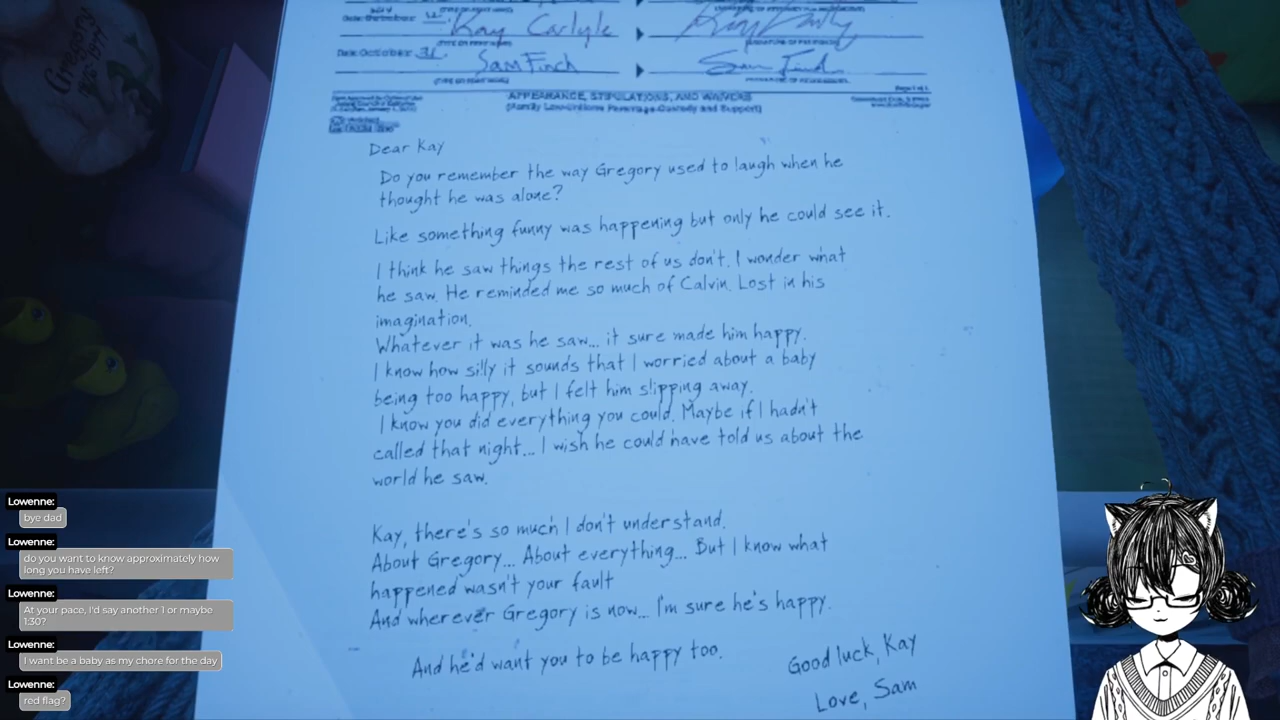 Kay Carlyle
Date: October 31.
Sam Finch
(TYPE OR PRINT NAME)
APPEARANCE, STIPULATIONS, AND WAIVERS
Dear Kay
Do you remember the way Gregory used to laugh when he
thought he was alone?
Like something funny was happening but only he could see it.
I think he saw things the rest of us don't. I wonder what
he saw. He reminded me so much of Calvin. Lost in his
imagination.
Whatever it was he saw... it sure made him happy.
I know how silly it sounds that I worried about a baby
being too happy, but I felt him slipping away.
I know you did everything you could. Maybe if I hadn't
called that night... I wish he could have told us about the
world he saw.
Kay, there's so much I don't understand.
About Gregory... About everything... But I know what
happened wasn't your fault
And wherever Gregory is now... I'm sure he's happy.
And he'd want you to be happy too.
Good luck, Kay
Love, Sam
Lowenne:
bye dad
Lowenne:
do you want to know approximately how
long you have left?
Lowenne:
At your pace, I'd say another 1 or maybe
1:30?
Lowenne:
I want be a baby as my chore for the day
Lowenne:
red flag?